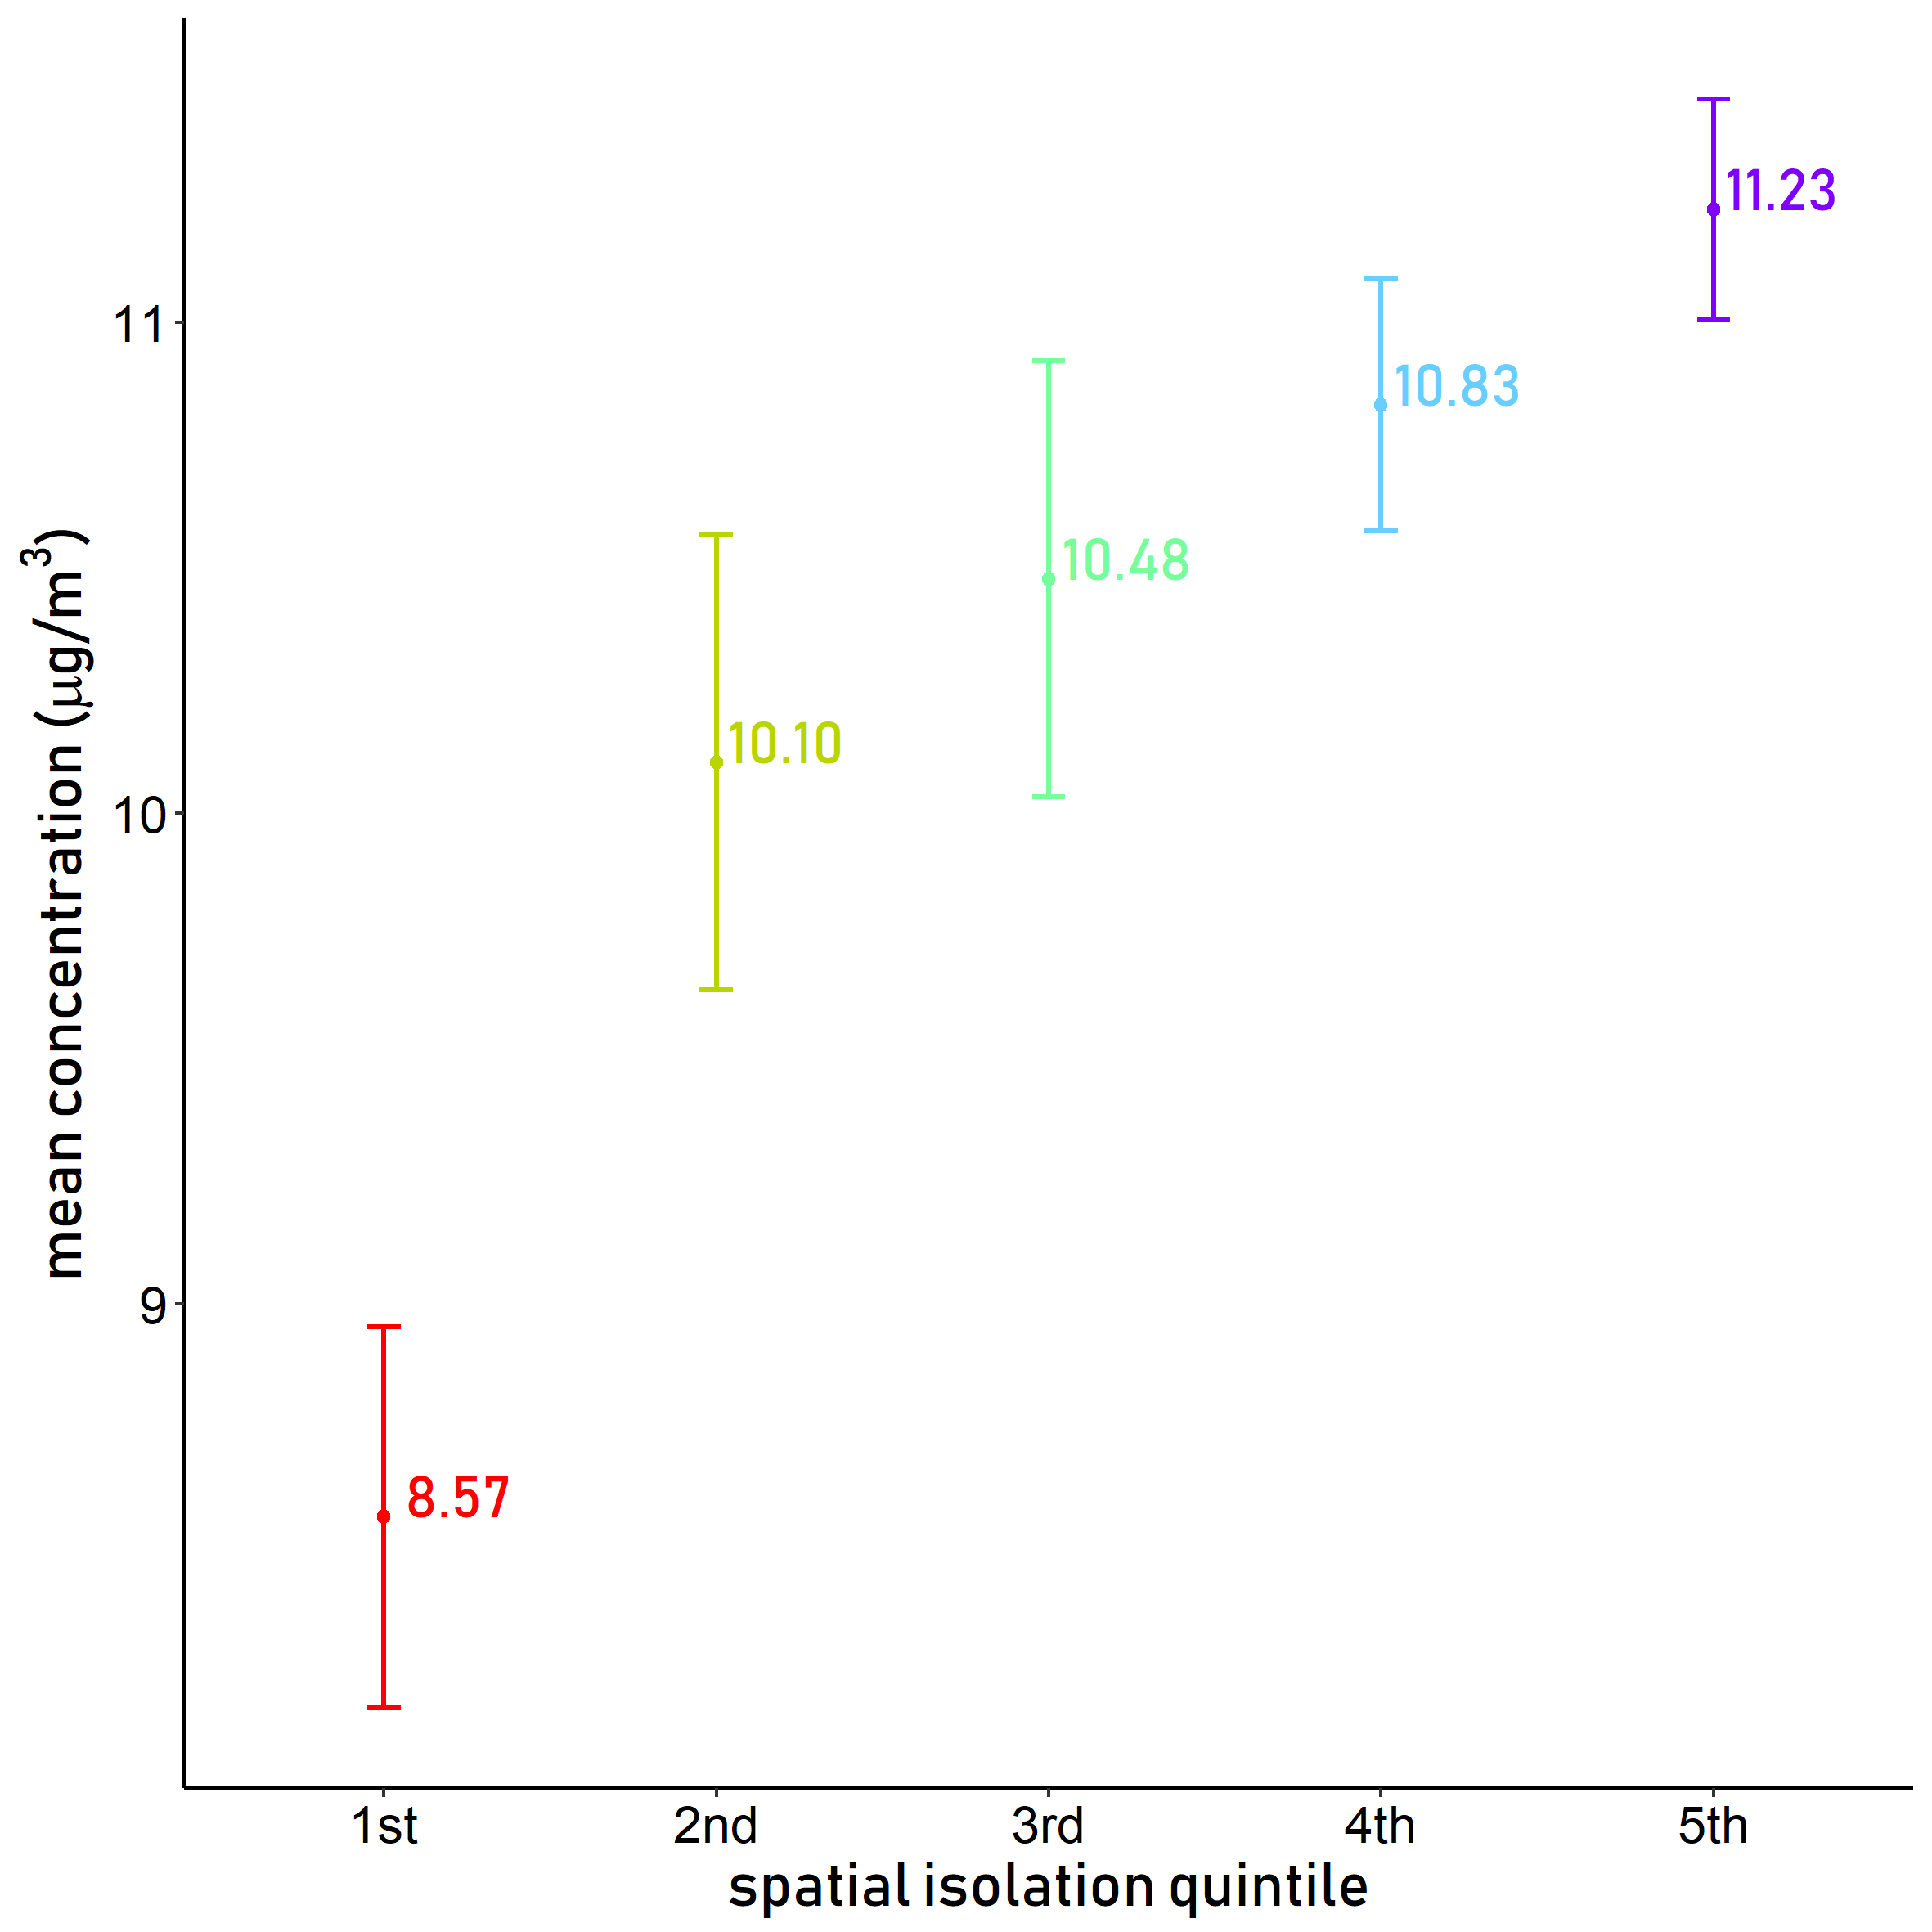 11.23
11
10.83
10.48
10.10
10
mean concentration (μg/m³)
9
8.57
1st 2nd 3rd 4th 5th
spatial isolation quintile